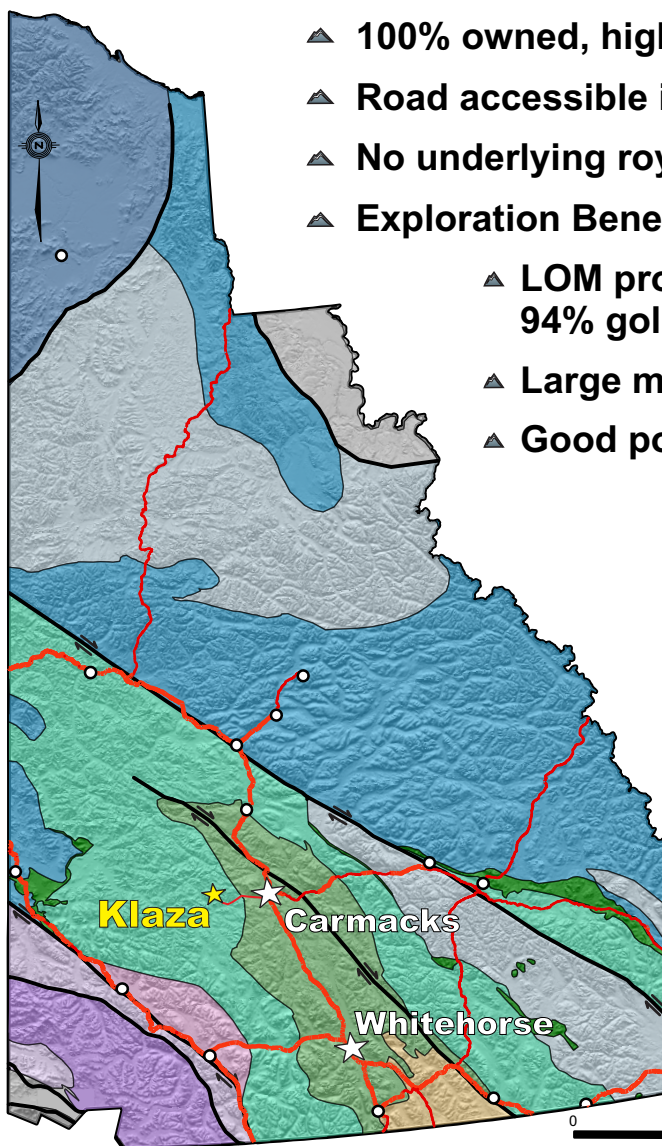 100% owned, hig
Road accessible i
No underlying roy
Exploration Bene
LOM pro
94% gol
Large m
Good po
N
Klaza
Carmacks
Whitehorse
0